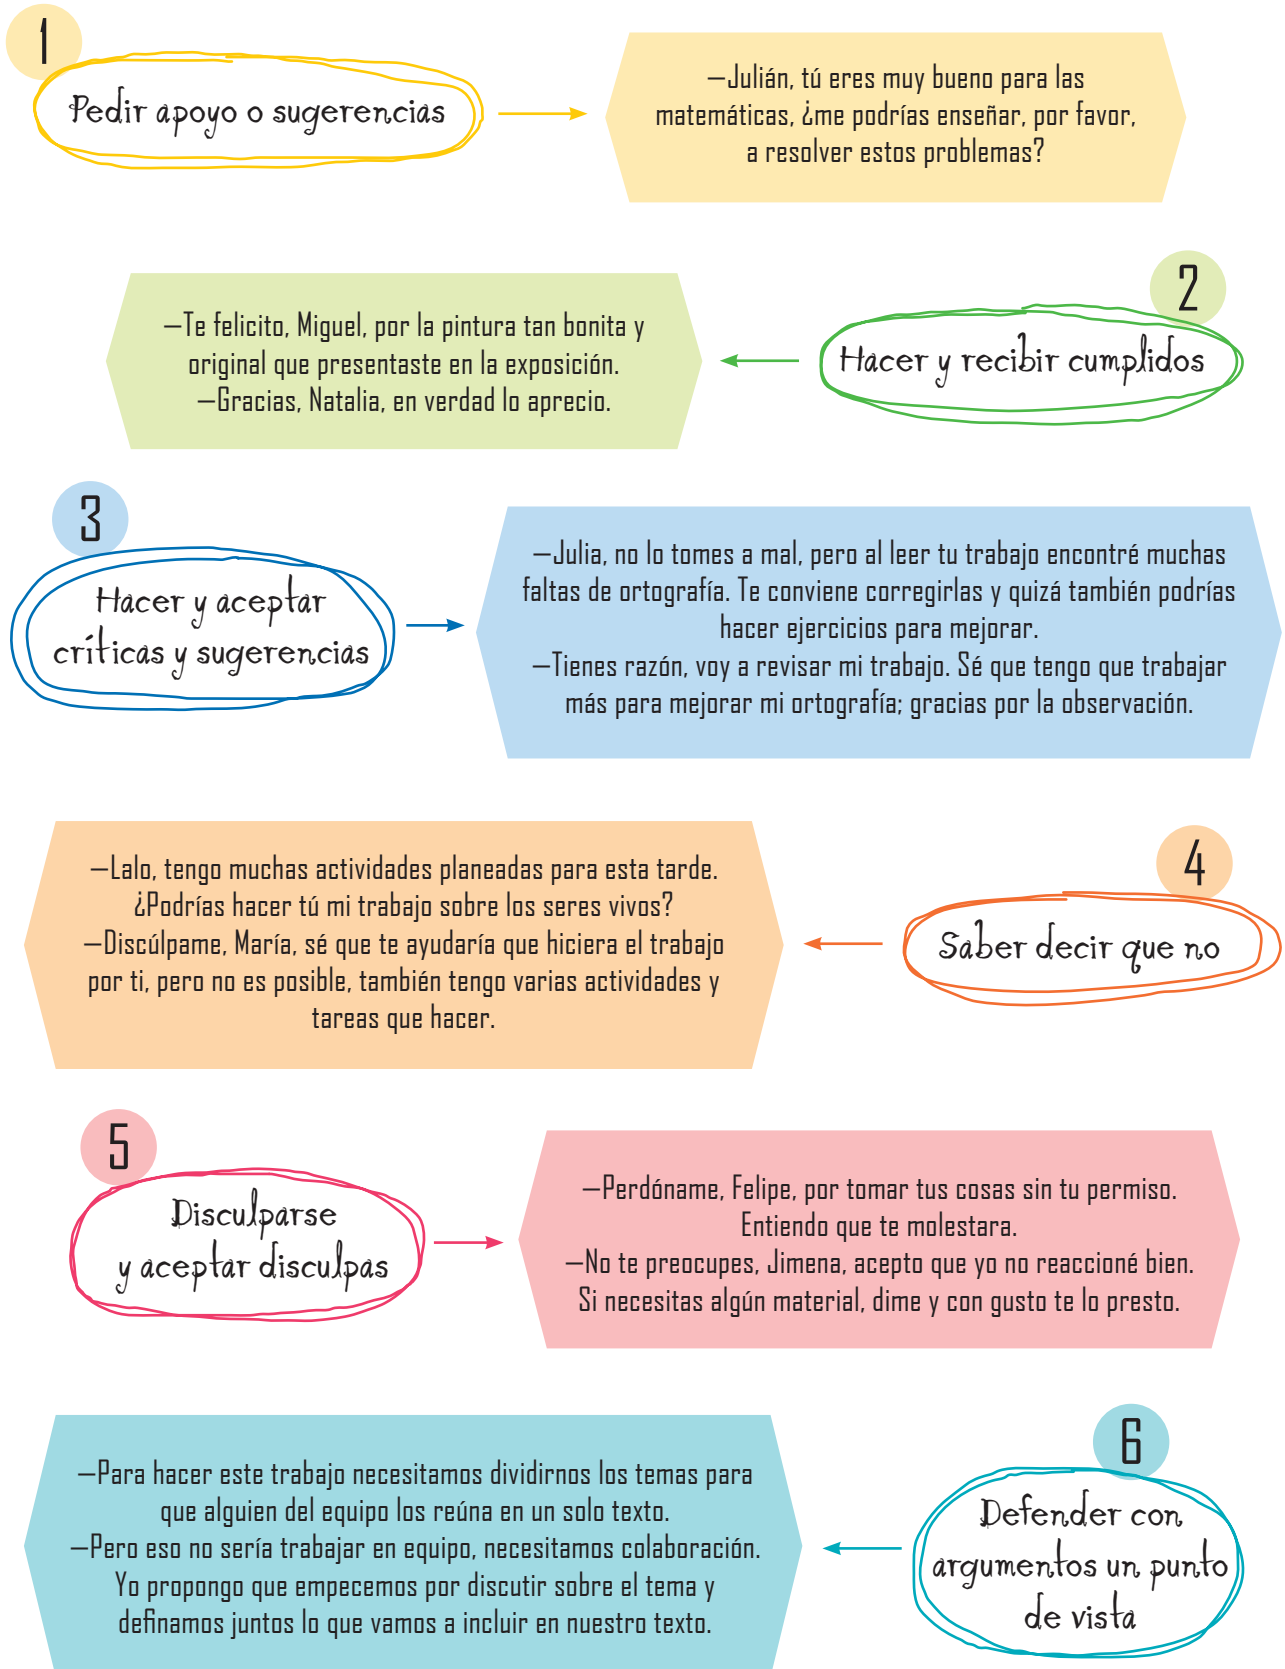 1
Pedir apoyo o sugerencias
—Julián, tú eres muy bueno para las
matemáticas, ¿me podrías enseñar, por favor,
a resolver estos problemas?
2
Hacer y recibir cumplidos
—Te felicito, Miguel, por la pintura tan bonita y
original que presentaste en la exposición.
—Gracias, Natalia, en verdad lo aprecio.
3
Hacer y aceptar
críticas y sugerencias
—Julia, no lo tomes a mal, pero al leer tu trabajo encontré muchas
faltas de ortografía. Te conviene corregirlas y quizá también podrías
hacer ejercicios para mejorar.
—Tienes razón, voy a revisar mi trabajo. Sé que tengo que trabajar
más para mejorar mi ortografía; gracias por la observación.
4
Saber decir que no
—Lalo, tengo muchas actividades planeadas para esta tarde.
¿Podrías hacer tú mi trabajo sobre los seres vivos?
—Discúlpame, María, sé que te ayudaría que hiciera el trabajo
por ti, pero no es posible, también tengo varias actividades y
tareas que hacer.
5
Disculparse
y aceptar disculpas
—Perdóname, Felipe, por tomar tus cosas sin tu permiso.
Entiendo que te molestara.
—No te preocupes, Jimena, acepto que yo no reaccioné bien.
Si necesitas algún material, dime y con gusto te lo presto.
6
Defender con
argumentos un punto
de vista
—Para hacer este trabajo necesitamos dividirnos los temas para
que alguien del equipo los reúna en un solo texto.
—Pero eso no sería trabajar en equipo, necesitamos colaboración.
Yo propongo que empecemos por discutir sobre el tema y
definamos juntos lo que vamos a incluir en nuestro texto.